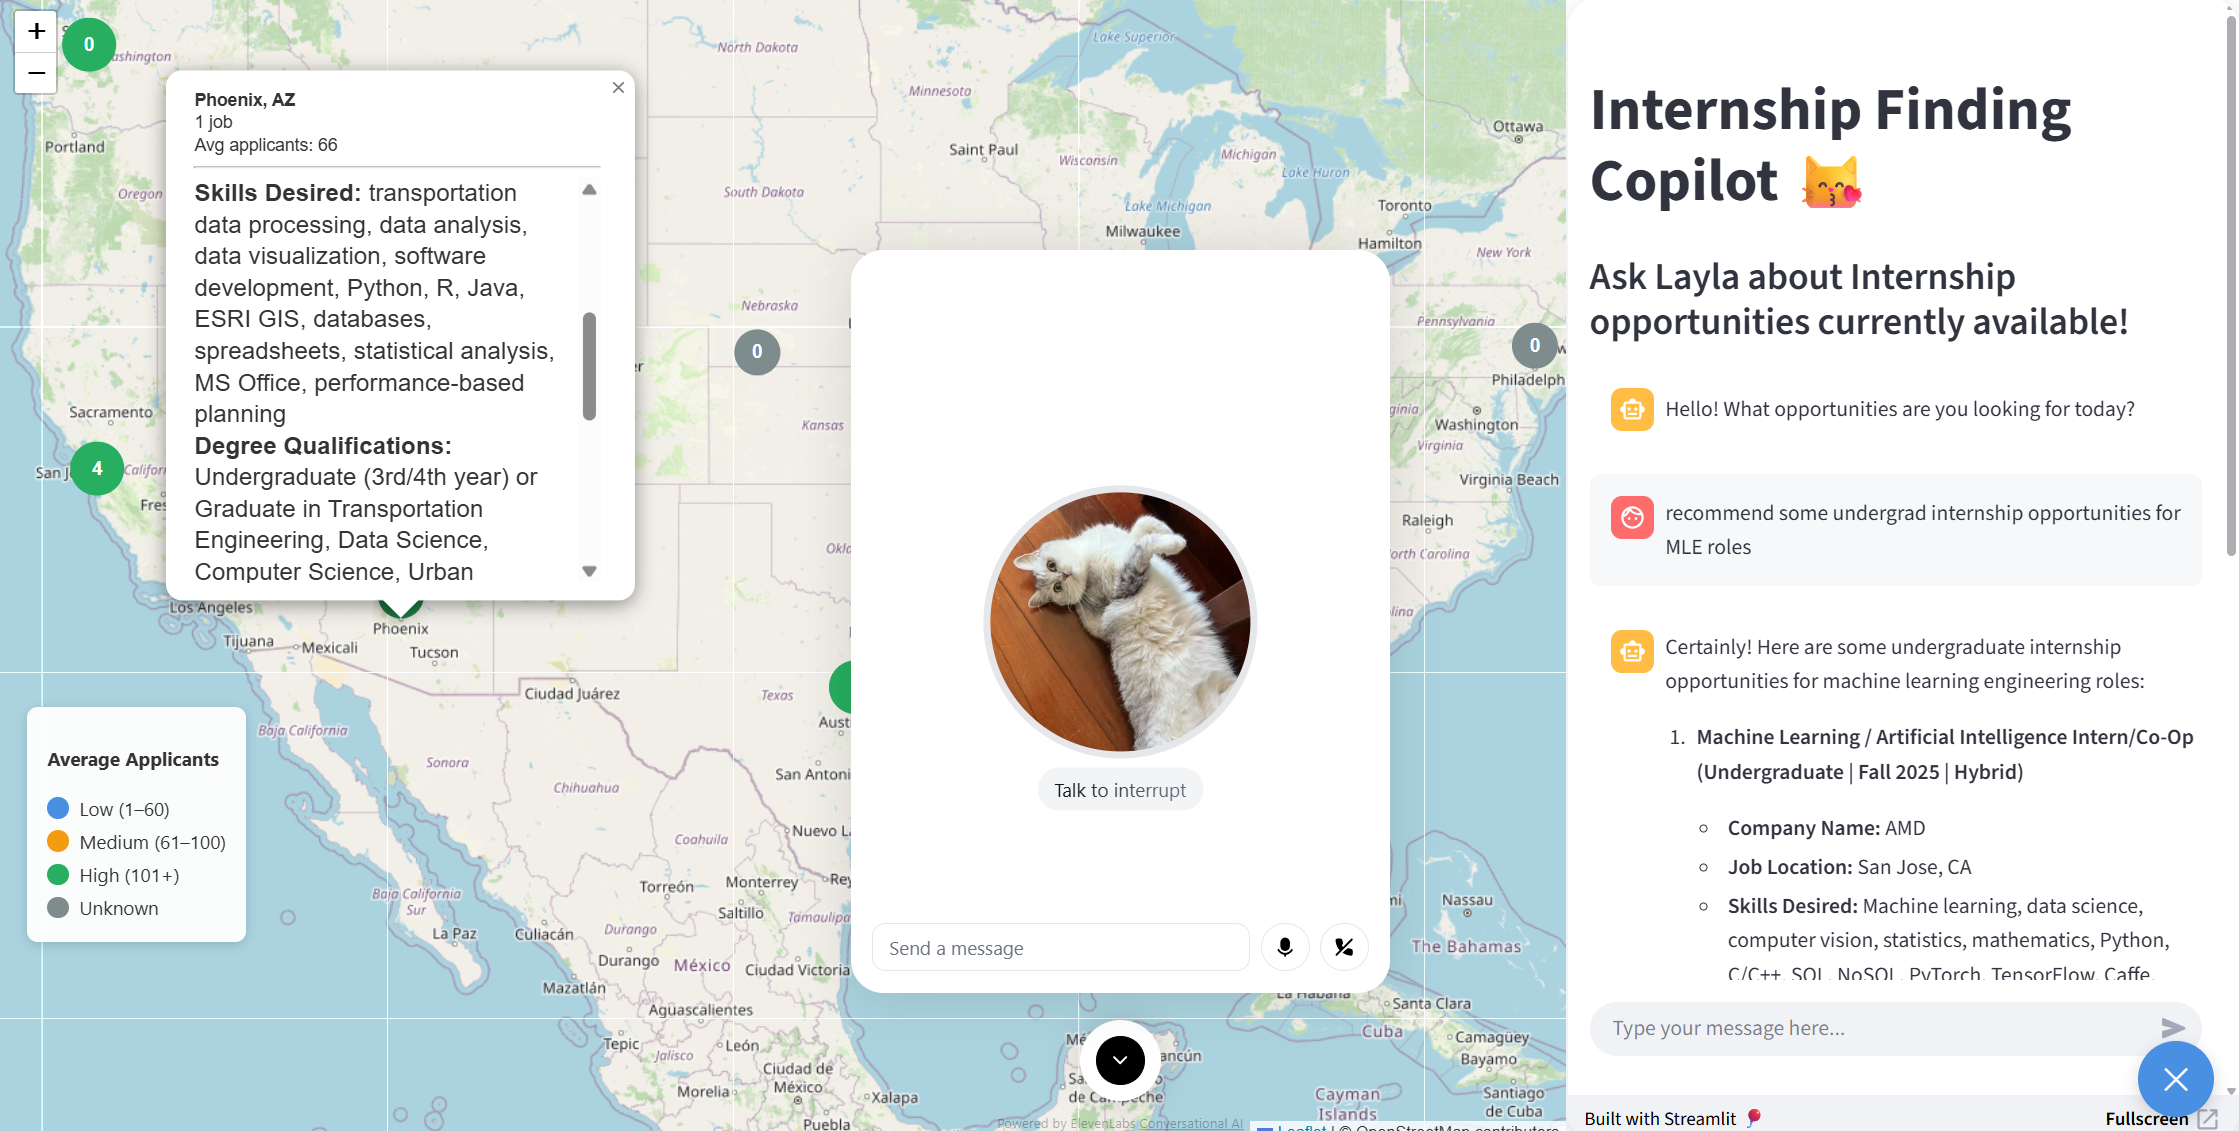 +
−
0
Washington
Portland
Oregon
Sacramento
4
California
Los Angeles
Phoenix
Tijuana
Mexicali
Tucson
Phoenix, AZ
1 job
Avg applicants: 66
×
Skills Desired: transportation
data processing, data analysis,
data visualization, software
development, Python, R, Java,
ESRI GIS, databases,
spreadsheets, statistical analysis,
MS Office, performance-based
planning
Degree Qualifications:
Undergraduate (3rd/4th year) or
Graduate in Transportation
Engineering, Data Science,
Computer Science, Urban
North Dakota
Minnesota
South Dakota
Saint Paul
Wisconsin
Lake Superior
Michigan
Lake Huron
Lake Michigan
Milwaukee
Ottawa
Toronto
Hamilton
New York
Nebraska
0
Kansas
Pennsylvania
0
Philadelph
Washington
Virginia
Virginia Beach
Raleigh
Texas
Ciudad Juárez
Baja California
Sonora
Chihuahua
Coahuila
San Antoni
Nuevo L
Torreón
Monterrey
Saltillo
Tamaulipa
Baja California
Sur
La Paz
Culiacán
Durango
Durango
México
Ciudad Victoria
Mazatlán
Aguascalientes
Tepic
Jalisco
León
Ciudad de
México
Morelia
Xalapa
Puebla
Nassau
The Bahamas
La Habana
Santa Clara
Cuba
Camagüey
Bayamo
Cayman
Islands
Santiago
de Cuba
Average Applicants
Low (1–60)
Medium (61–100)
High (101+)
Unknown
Talk to interrupt
Send a message
Powered by ElevenLabs Conversational AI
Leaflet | © OpenStreetMap contributors
Internship Finding
Copilot
Ask Layla about Internship
opportunities currently available!
Hello! What opportunities are you looking for today?
recommend some undergrad internship opportunities for
MLE roles
Certainly! Here are some undergraduate internship
opportunities for machine learning engineering roles:
1. Machine Learning / Artificial Intelligence Intern/Co-Op
(Undergraduate | Fall 2025 | Hybrid)
Company Name: AMD
Job Location: San Jose, CA
Skills Desired: Machine learning, data science,
computer vision, statistics, mathematics, Python,
C/C++, SQL, NoSQL, PyTorch, TensorFlow, Caffe,
Type your message here...
Built with Streamlit
Fullscreen